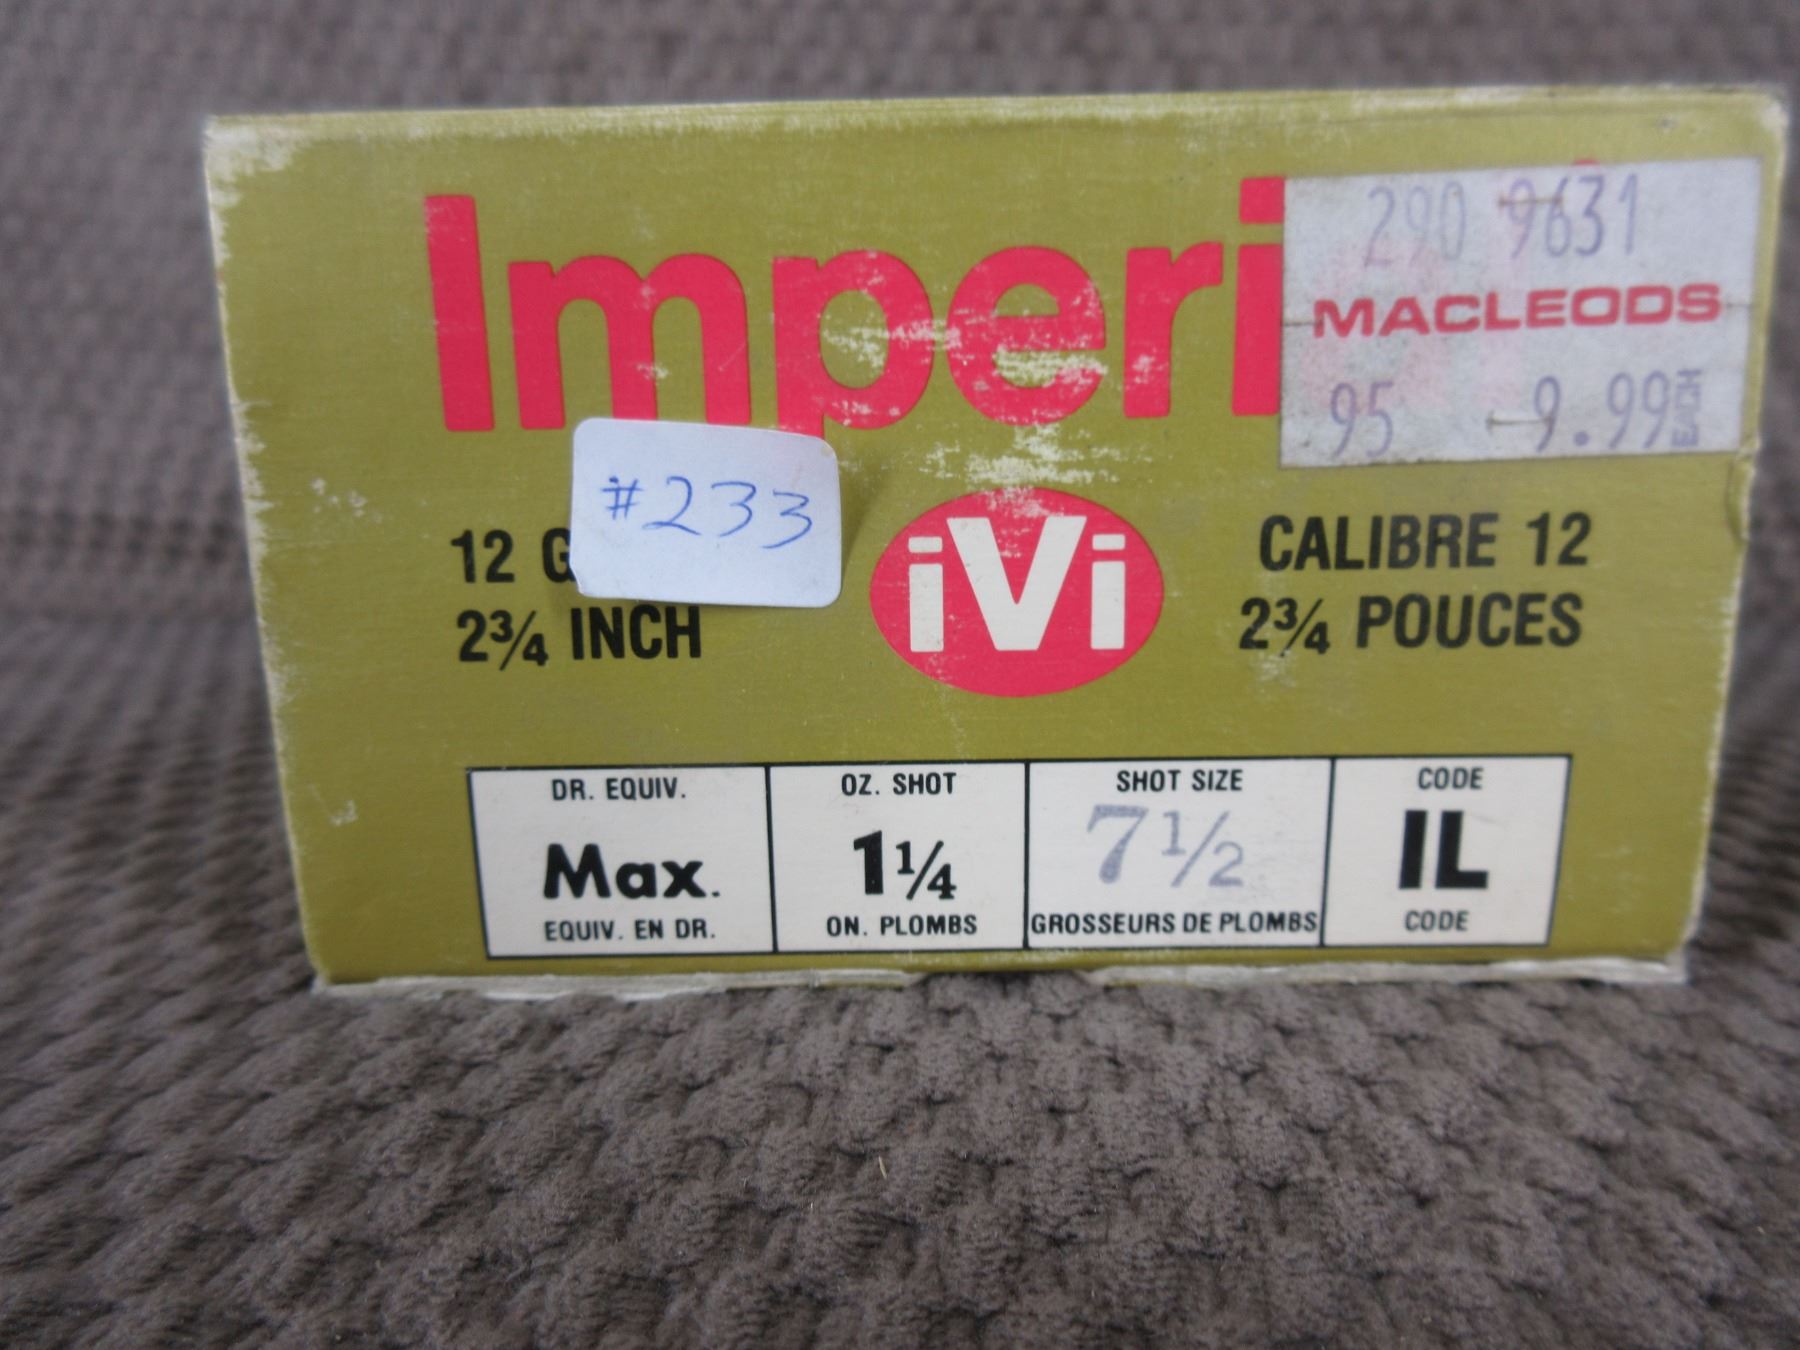 Imperi
290 9631
MACLEODS
95 9.99 EACH
#233
12 G
2¾ INCH
iVi
CALIBRE 12
2¾ POUCES
DR. EQUIV.
Max.
EQUIV. EN DR.
OZ. SHOT
1¼
ON. PLOMBS
SHOT SIZE
7½
GROSSEURS DE PLOMBS
CODE
IL
CODE